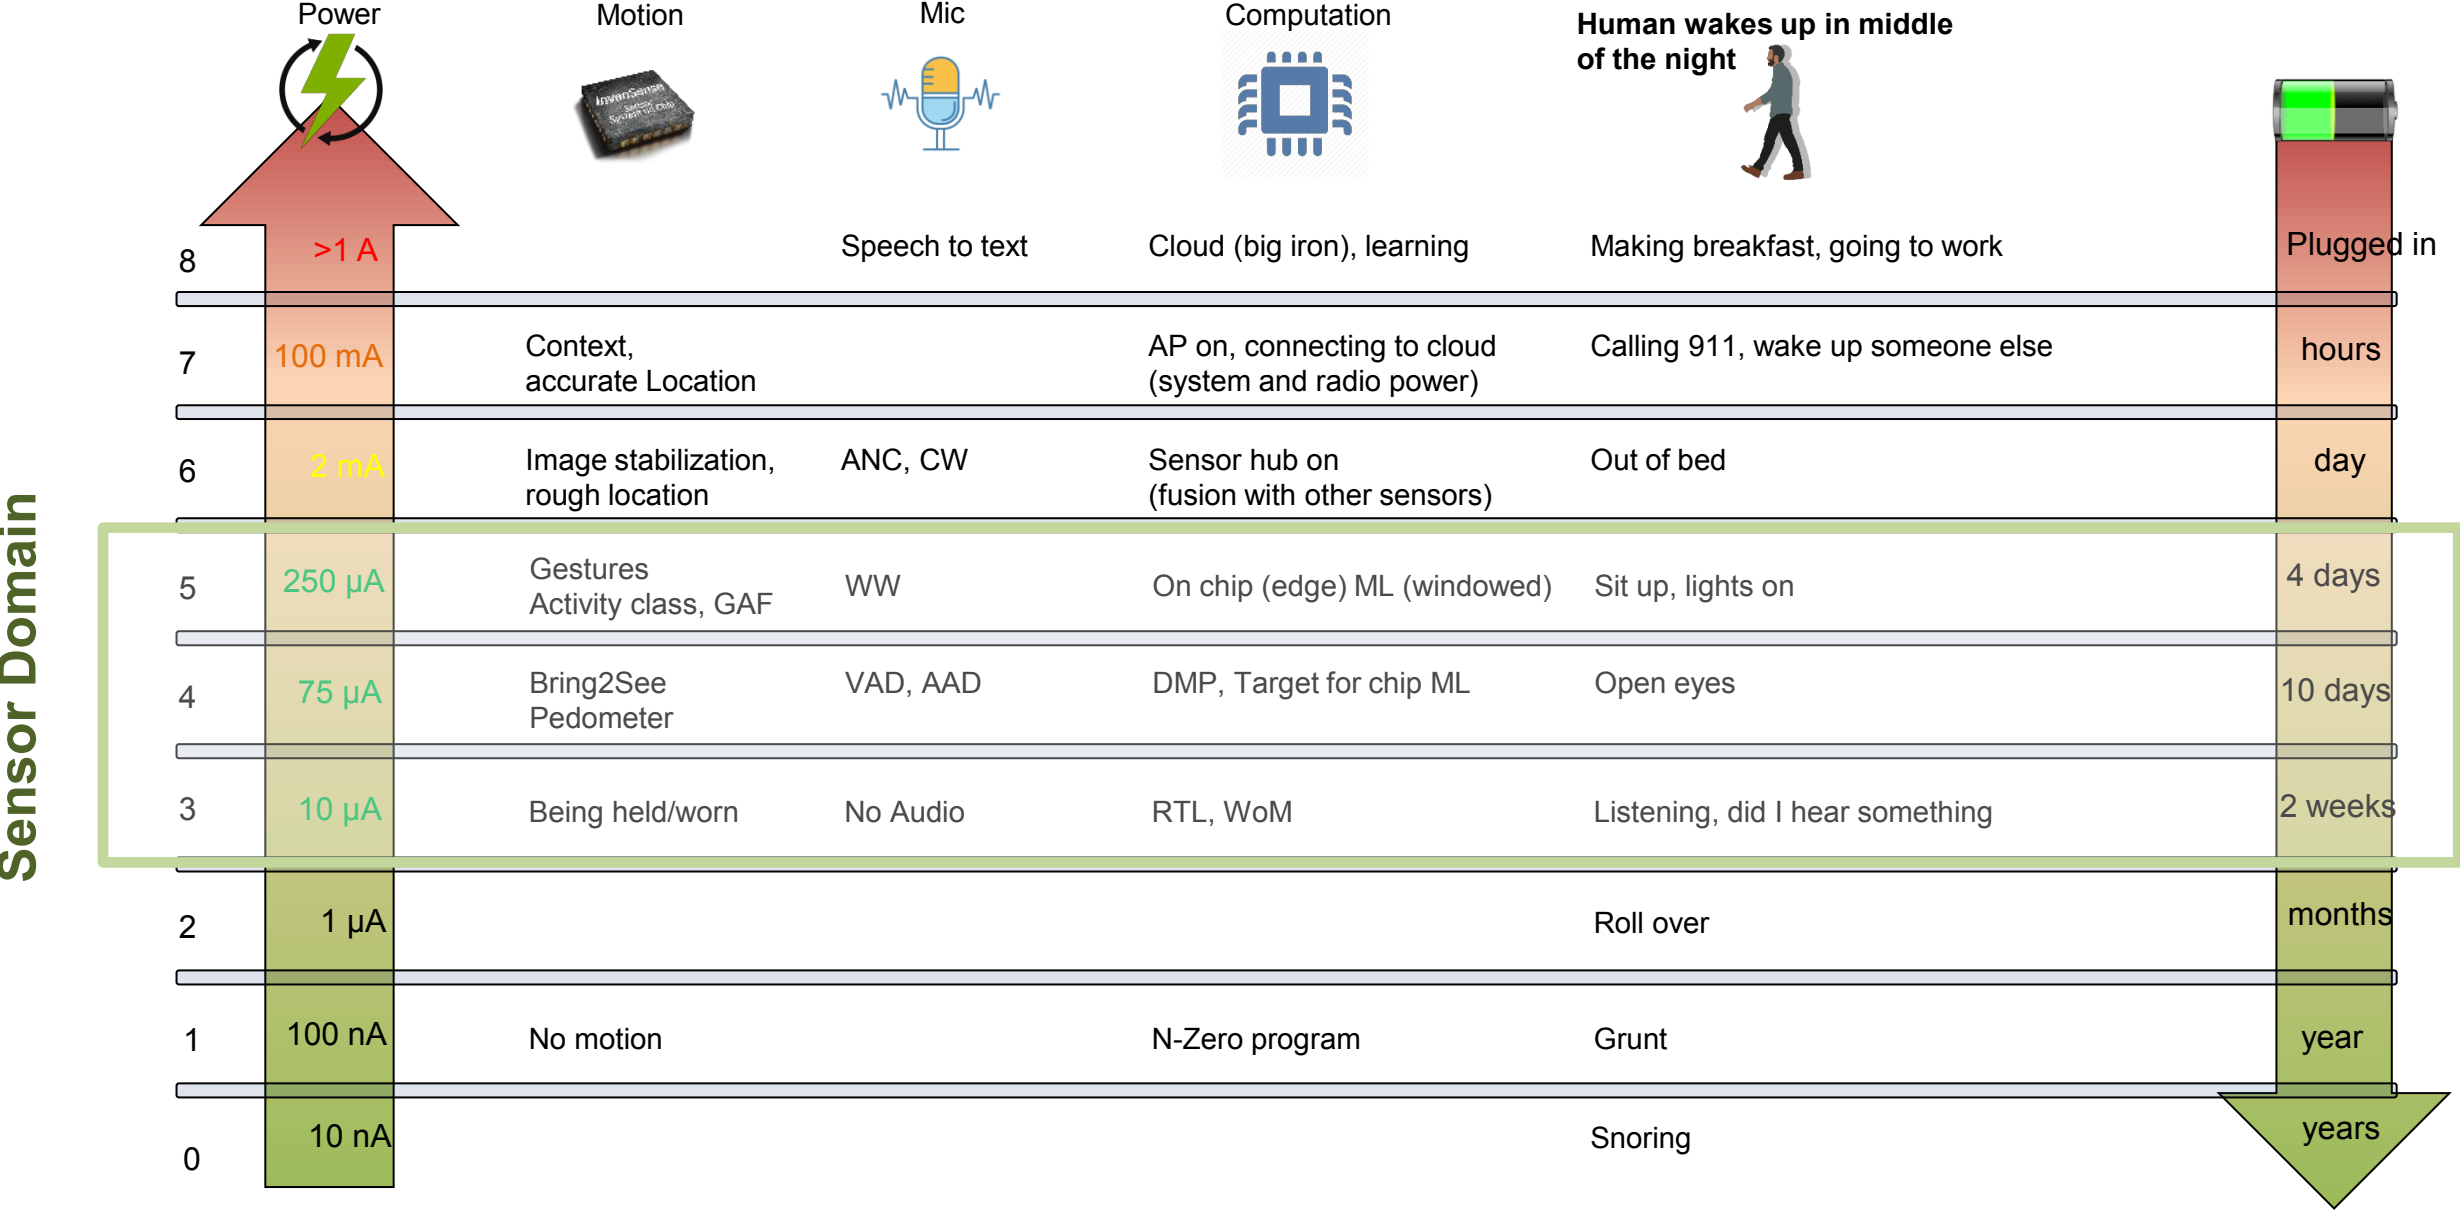 Power
Motion
Mic
Computation
Human wakes up in middle
of the night
InvenSense
8
>1 A
Speech to text
Cloud (big iron), learning
Making breakfast, going to work
Plugged in
7
100 mA
Context,
accurate Location
AP on, connecting to cloud
(system and radio power)
Calling 911, wake up someone else
hours
6
2 mA
Image stabilization,
rough location
ANC, CW
Sensor hub on
(fusion with other sensors)
Out of bed
day
Sensor Domain
5
250 µA
Gestures
Activity class, GAF
WW
On chip (edge) ML (windowed)
Sit up, lights on
4 days
4
75 µA
Bring2See
Pedometer
VAD, AAD
DMP, Target for chip ML
Open eyes
10 days
3
10 µA
Being held/worn
No Audio
RTL, WoM
Listening, did I hear something
2 weeks
2
1 µA
Roll over
months
1
100 nA
No motion
N-Zero program
Grunt
year
0
10 nA
Snoring
years